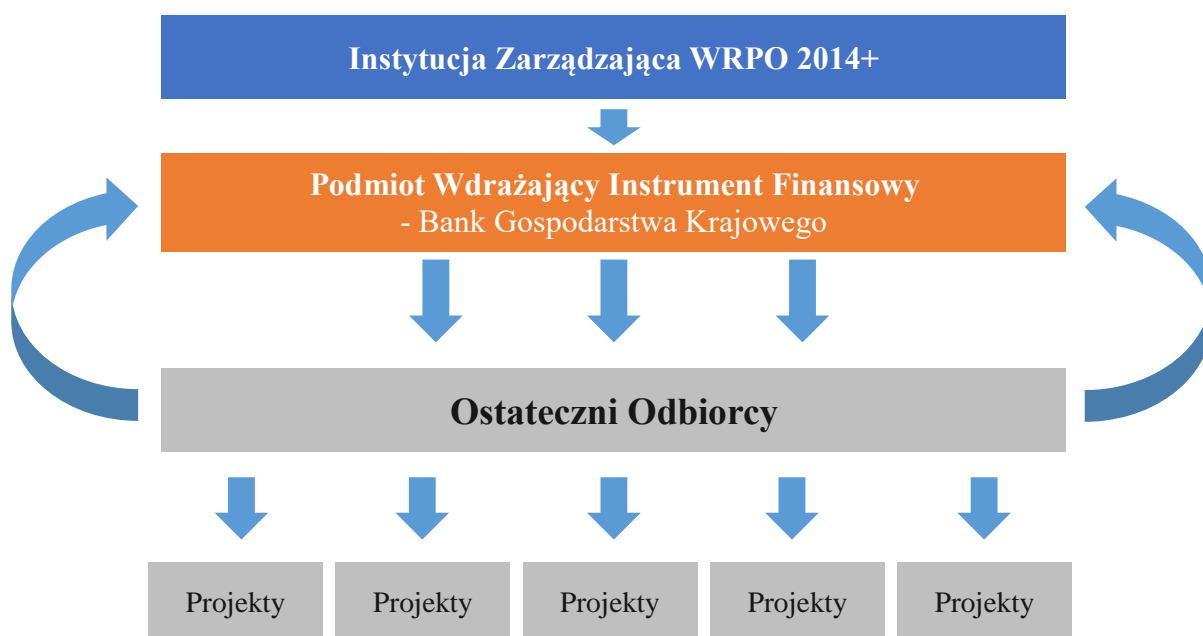 Instytucja Zarządzająca WRPO 2014+
Podmiot Wdrażający Instrument Finansowy
- Bank Gospodarstwa Krajowego
Ostateczni Odbiorcy
Projekty
Projekty
Projekty
Projekty
Projekty